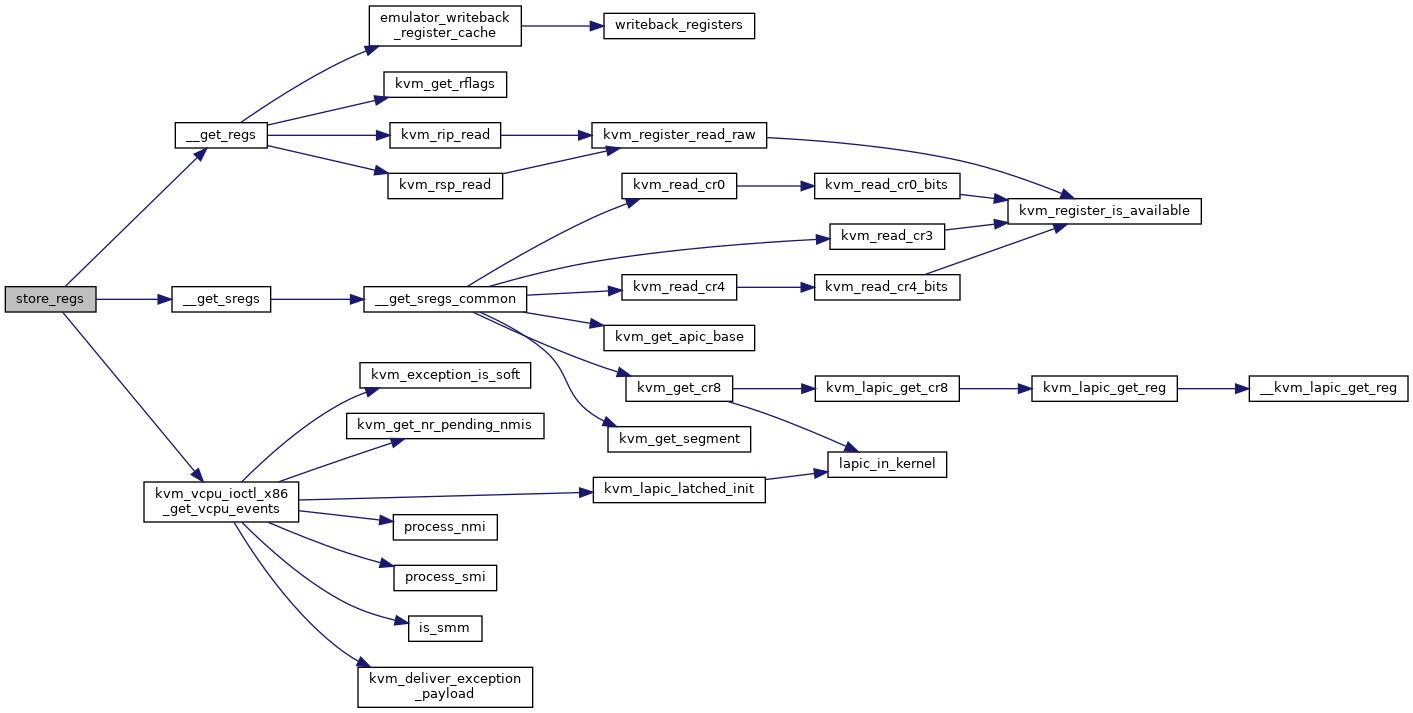 emulator_writeback
_register_cache
writeback_registers
kvm_get_rflags
__get_regs
kvm_rip_read
kvm_register_read_raw
kvm_rsp_read
kvm_read_cr0
kvm_read_cr0_bits
kvm_register_is_available
kvm_read_cr3
store_regs
__get_sregs
__get_sregs_common
kvm_read_cr4
kvm_read_cr4_bits
kvm_get_apic_base
kvm_exception_is_soft
kvm_get_cr8
kvm_lapic_get_cr8
kvm_lapic_get_reg
__kvm_lapic_get_reg
kvm_get_nr_pending_nmis
kvm_get_segment
lapic_in_kernel
kvm_vcpu_ioctl_x86
_get_vcpu_events
kvm_lapic_latched_init
process_nmi
process_smi
is_smm
kvm_deliver_exception
_payload